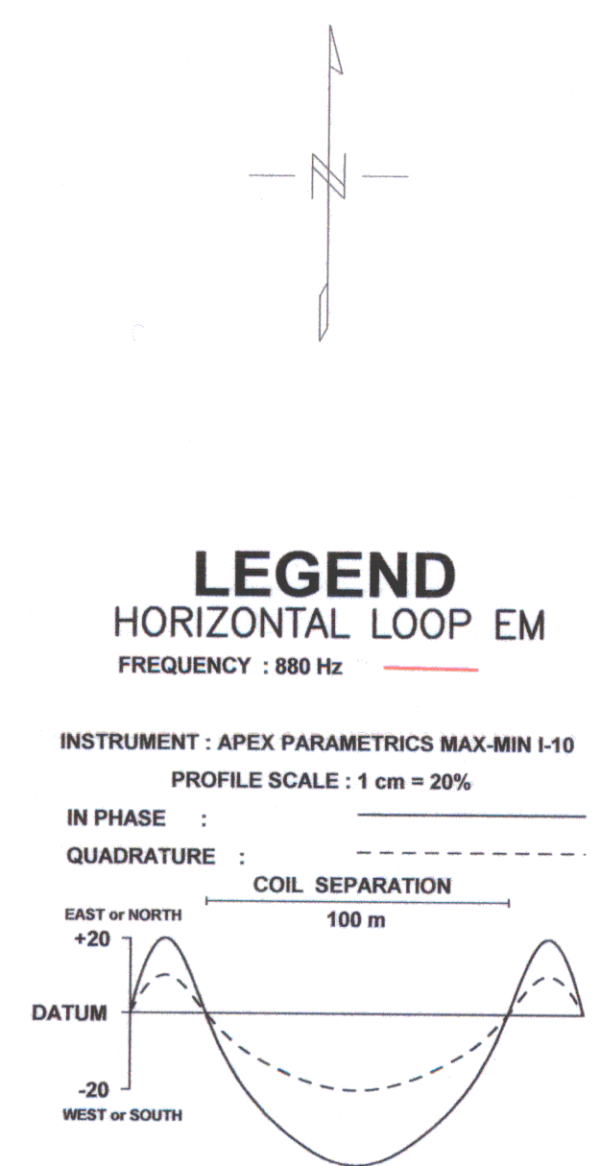 N
LEGEND
HORIZONTAL LOOP EM
FREQUENCY : 880 Hz
INSTRUMENT : APEX PARAMETRICS MAX-MIN I-10
PROFILE SCALE : 1 cm = 20%
IN PHASE :
QUADRATURE :
COIL SEPARATION
100 m
EAST or NORTH
+20
DATUM
-20
WEST or SOUTH